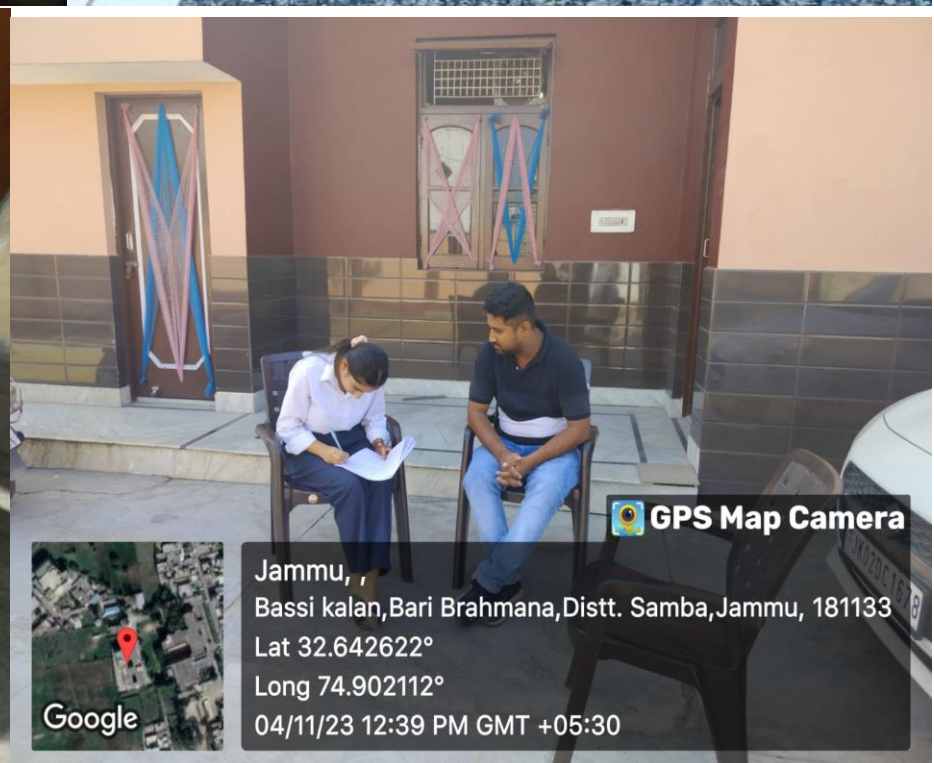 GPS Map Camera
Jammu, ,
Bassi kalan,Bari Brahmana,Distt. Samba,Jammu, 181133
Lat 32.642622°
Long 74.902112°
04/11/23 12:39 PM GMT +05:30
Google